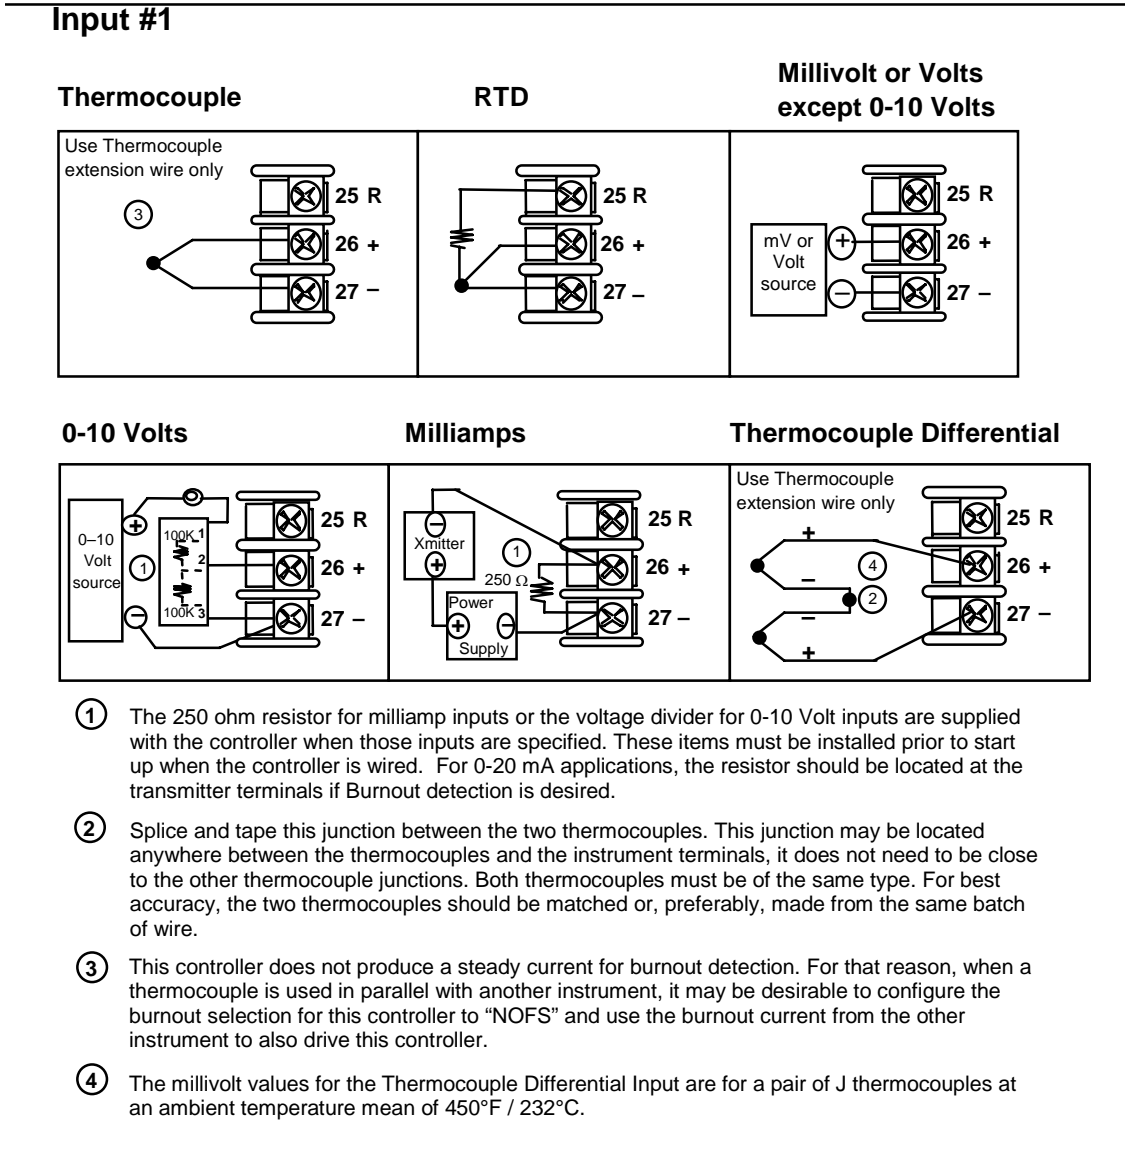 Input #1
Thermocouple
RTD
Millivolt or Volts
except 0-10 Volts
Use Thermocouple
extension wire only
3
25 R
26 +
27 –
25 R
26 +
27 –
mV or
Volt
source
+
–
25 R
26 +
27 –
0-10 Volts
Milliamps
Thermocouple Differential
0–10
Volt
source
+
–
1
100K
1
2
100K
3
25 R
26 +
27 –
–
Xmitter
+
1
250 Ω
Power
+
–
Supply
25 R
26 +
27 –
Use Thermocouple
extension wire only
+
–
4
2
–
+
25 R
26 +
27 –
1 The 250 ohm resistor for milliamp inputs or the voltage divider for 0-10 Volt inputs are supplied
with the controller when those inputs are specified. These items must be installed prior to start
up when the controller is wired.  For 0-20 mA applications, the resistor should be located at the
transmitter terminals if Burnout detection is desired.
2 Splice and tape this junction between the two thermocouples. This junction may be located
anywhere between the thermocouples and the instrument terminals, it does not need to be close
to the other thermocouple junctions. Both thermocouples must be of the same type. For best
accuracy, the two thermocouples should be matched or, preferably, made from the same batch
of wire.
3 This controller does not produce a steady current for burnout detection. For that reason, when a
thermocouple is used in parallel with another instrument, it may be desirable to configure the
burnout selection for this controller to “NOFS” and use the burnout current from the other
instrument to also drive this controller.
4 The millivolt values for the Thermocouple Differential Input are for a pair of J thermocouples at
an ambient temperature mean of 450°F / 232°C.